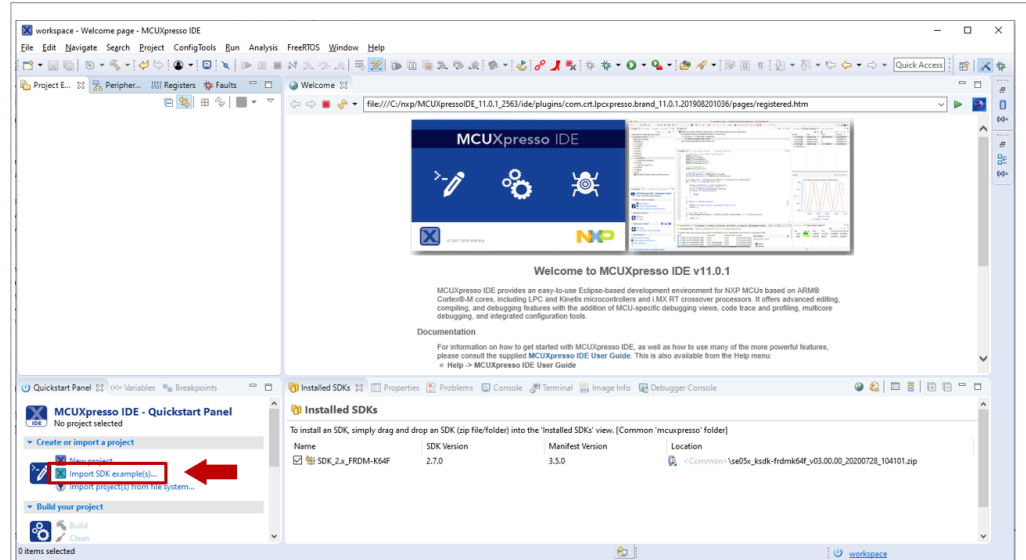 workspace - Welcome page - MCUXpresso IDE
File Edit Navigate Search Project ConfigTools Run Analysis FreeRTOS Window Help
Quick Access
Project E... Peripher... Registers Faults
Welcome
file:///C:/nxp/MCUXpressoIDE_11.0.1_2563/ide/plugins/com.crt.lpcxpresso.brand_11.0.1.201908201036/pages/registered.htm
MCUXpresso IDE
NXP
Welcome to MCUXpresso IDE v11.0.1
MCUXpresso IDE provides an easy-to-use Eclipse-based development environment for NXP MCUs based on ARM®
Cortex®-M cores, including LPC and Kinetis microcontrollers and i.MX RT crossover processors. It offers advanced editing,
compiling, and debugging features with the addition of MCU-specific debugging views, code trace and profiling, multicore
debugging, and integrated configuration tools.
Documentation
For information on how to get started with MCUXpresso IDE, as well as how to use many of the more powerful features,
please consult the supplied MCUXpresso IDE User Guide. This is also available from the Help menu:
Help -> MCUXpresso IDE User Guide
Quickstart Panel (x)= Variables Breakpoints
IDE
MCUXpresso IDE - Quickstart Panel
No project selected
Create or import a project
New project...
Import SDK example(s)...
Import project(s) from file system...
Build your project
Build
Clean
Installed SDKs Properties Problems Console Terminal Image Info Debugger Console
Installed SDKs
To install an SDK, simply drag and drop an SDK (zip file/folder) into the 'Installed SDKs' view. [Common 'mcuxpresso' folder]
Name SDK Version Manifest Version Location
SDK_2.x_FRDM-K64F 2.7.0 3.5.0 <Common>\se05x_ksdk-frdmk64f_v03.00.00_20200728_104101.zip
0 items selected
workspace